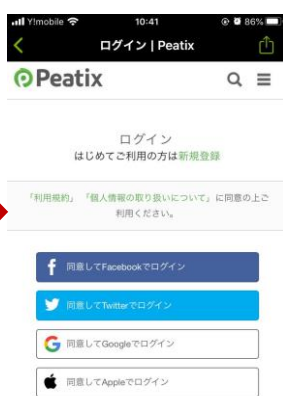 Y!mobile 10:41 86%
ログイン | Peatix
Peatix
ログイン
はじめてご利用の方は新規登録
「利用規約」「個人情報の取り扱いについて」に同意の上ご
利用ください。
同意してFacebookでログイン
同意してTwitterでログイン
同意してGoogleでログイン
同意してAppleでログイン